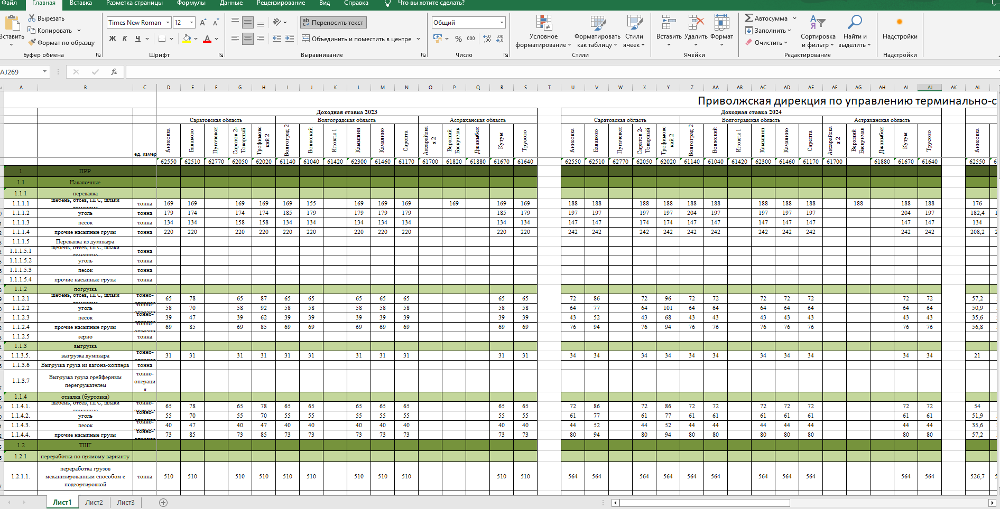 Файл Главная Вставка Разметка страницы Формулы Данные Рецензирование Вид Справка Что вы хотите сделать?
Вставить Вырезать Копировать Формат по образцу Буфер обмена
Times New Roman 12 Ж К Ч Шрифт
Переносить текст Объединить и поместить в центре Выравнивание
Общий % 000 Число
Условное форматирование Форматировать как таблицу Стили ячеек Стили
Вставить Удалить Формат Ячейки
Автосумма Заполнить Очистить Сортировка и фильтр Найти и выделить Редактирование
Надстройки Надстройки
AJ269 fx
A B C D E F G H I J K L M N O P Q R S T U V W X Y Z AA AB AC AD AE AF AG AH AI AJ AK AL
Приволжская дирекция по управлению терминально-с
Доходная ставка 2023 Доходная ставка 2024
Саратовская область Волгоградская область Астраханская область Саратовская область Волгоградская область Астраханская область
ед. измер Анисовка Балаково Пугачевск Саратов 2-Товарный Трофимовский 2 Волгоград 2 Волжский Иловля 1 Камышин Качалино Сарепта Аксарайская 2 Верхний Баскунчак Джаныбек Кутум Трусово Анисовка Балаково Пугачевск Саратов 2-Товарный Трофимовский 2 Волгоград 2 Волжский Иловля 1 Камышин Качалино Сарепта Аксарайская 2 Верхний Баскунчак Джаныбек Кутум Трусово Анисовка
62550 62510 62770 62050 62020 61140 61040 61420 62300 61460 61170 61700 61820 61880 61670 61640 62550 62510 62770 62050 62020 61140 61040 61420 62300 61460 61170 61700 61880 61670 61640 62550
1 ПРР
1.1 Навалочные
1.1.1 перевалка
1.1.1.1 щебень, отсев, ПГС, шлаки доменные тонна 169 169 169 169 169 155 169 169 169 169 169 169 188 188 188 188 188 188 188 188 188 188 188 188 176
1.1.1.2 уголь тонна 179 174 174 174 185 179 179 179 179 185 179 197 197 197 197 204 197 197 197 197 204 197 182,4
1.1.1.3 песок тонна 134 134 158 158 134 134 134 134 134 134 134 147 147 174 174 147 147 147 147 147 147 147 134
1.1.1.4 прочие насыпные грузы тонна 220 220 220 220 220 220 220 220 220 220 220 242 242 242 242 242 242 242 242 242 242 242 208,2
1.1.1.5 Перевалка из думпкара
1.1.1.5.1 щебень, отсев, ПГС, шлаки доменные тонна
1.1.1.5.2 уголь тонна
1.1.1.5.3 песок тонна
1.1.1.5.4 прочие насыпные грузы тонна
1.1.2 погрузка
1.1.2.1 щебень, отсев, ПГС, шлаки доменные тонно-операция 65 78 65 87 65 65 65 65 65 65 65 72 86 72 96 72 72 72 72 72 72 72 57,2
1.1.2.2 уголь тонно-операция 58 70 58 92 58 58 58 58 58 58 58 64 77 64 101 64 64 64 64 64 64 64 50,9
1.1.2.3 песок тонно-операция 39 47 39 62 39 39 39 39 39 39 39 43 52 43 68 43 43 43 43 43 43 43 35,6
1.1.2.4 прочие насыпные грузы тонно-операция 69 85 69 85 69 69 69 69 69 69 69 76 94 76 94 76 76 76 76 76 76 76 56,8
1.1.2.5 зерно тонна
1.1.3 выгрузка
1.1.3.5. выгрузка думпкара тонно-операция 31 31 31 31 31 31 31 31 31 31 31 34 34 34 34 34 34 34 34 34 34 34 21
1.1.3.6 Выгрузка груза из вагона-хоппера тонна
1.1.3.7 Выгрузка груза грейферным перегружателем тонно-операция
1.1.4 отвалка (буртовка)
1.1.4.1. щебень, отсев, ПГС, шлаки доменные тонно-операция 65 78 65 78 65 65 65 65 65 65 65 72 86 72 86 72 72 72 72 72 72 72 54
1.1.4.2. уголь тонно-операция 55 70 55 70 55 55 55 55 55 55 55 61 77 61 77 61 61 61 61 61 61 61 51,9
1.1.4.3. песок тонно-операция 40 47 40 47 40 40 40 40 40 40 40 44 52 44 52 44 44 44 44 44 44 44 35,6
1.1.4.4. прочие насыпные грузы тонно-операция 73 85 73 85 73 73 73 73 73 73 73 80 94 80 94 80 80 80 80 80 80 80 57,2
1.2 ТШГ
1.2.1 переработка по прямому варианту
1.2.1.1. переработка грузов механизированным способом с подсортировкой тонна 510 510 510 510 510 510 510 510 510 510 510 564 564 564 564 564 564 564 564 564 564 564 526,7
Лист1 Лист2 Лист3